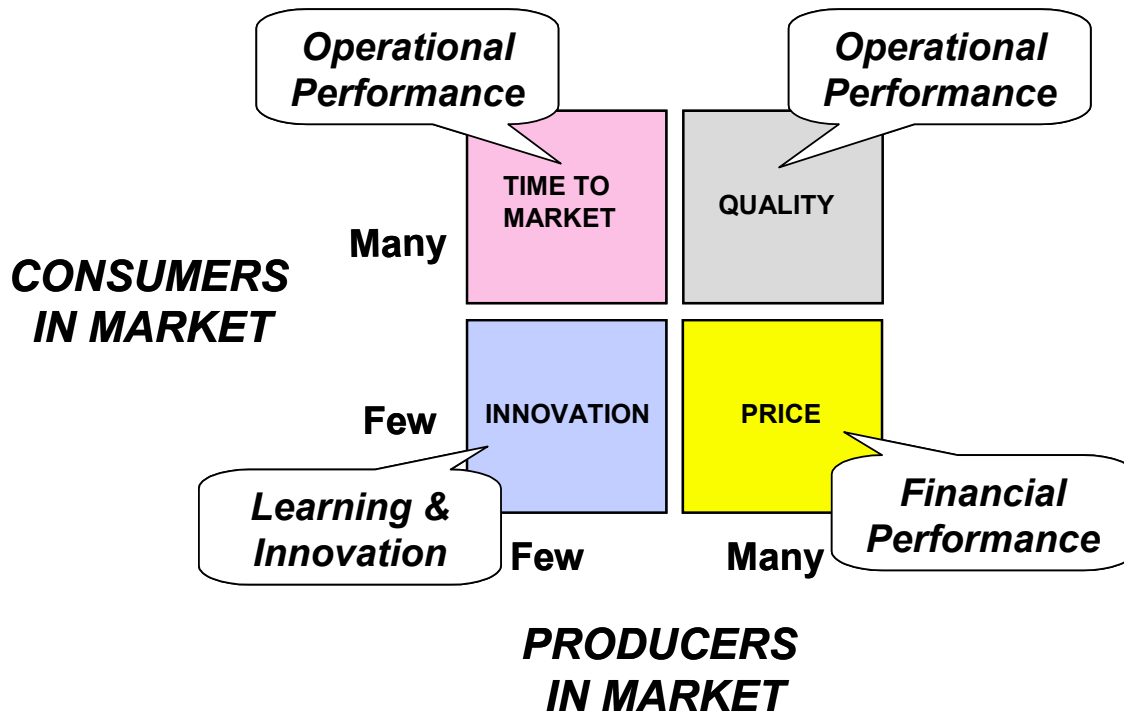 Operational
Performance
Operational
Performance
TIME TO
MARKET
QUALITY
Many
CONSUMERS
IN MARKET
Few
INNOVATION
PRICE
Learning &
Innovation
Financial
Performance
Few
Many
PRODUCERS
IN MARKET